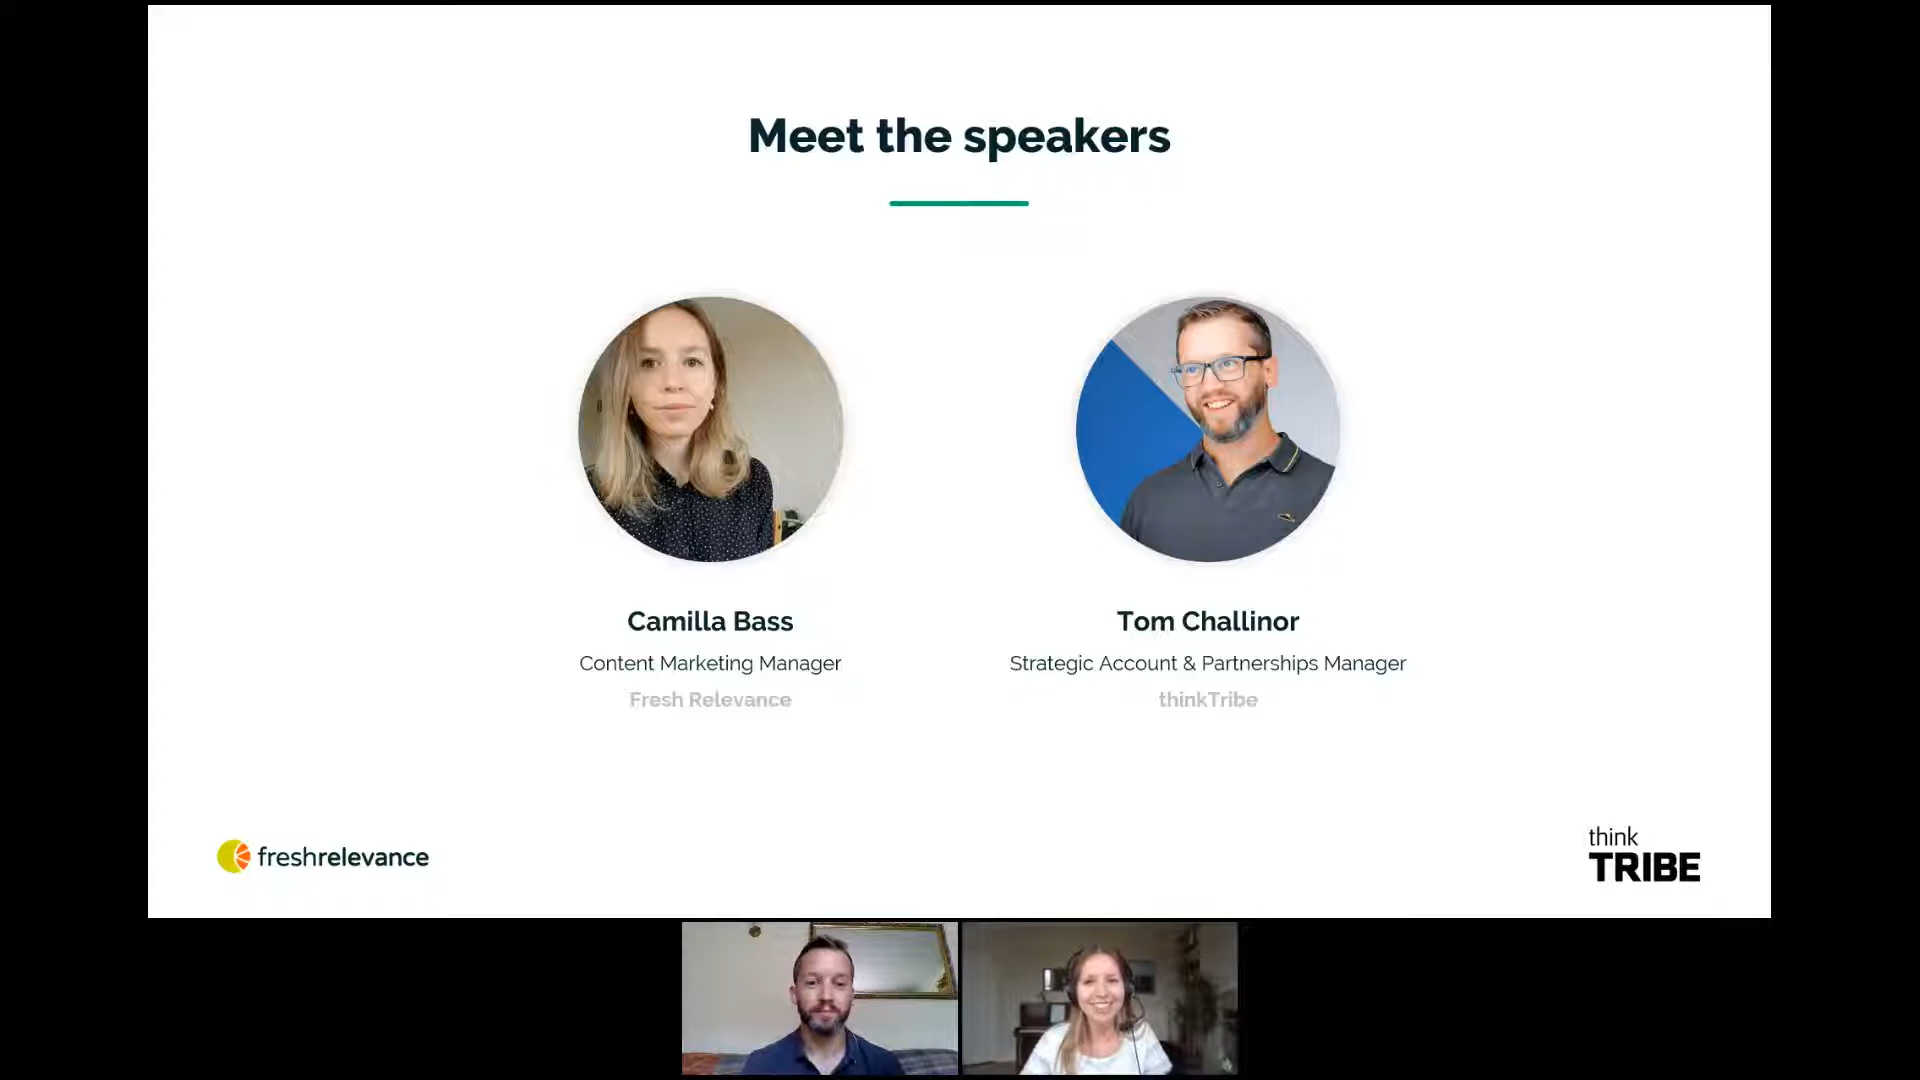 Meet the speakers
Camilla Bass
Content Marketing Manager
Fresh Relevance
Tom Challinor
Strategic Account & Partnerships Manager
thinkTribe
freshrelevance
think
TRIBE